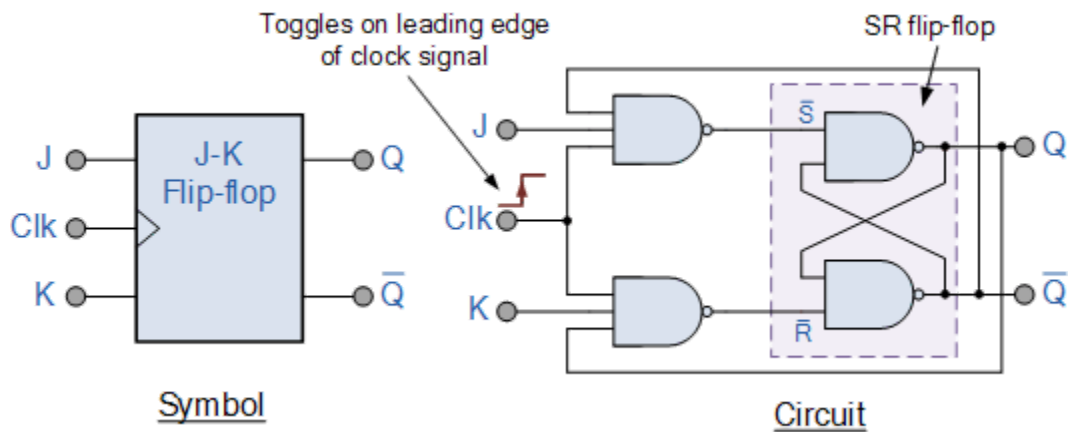 Toggles on leading edge
of clock signal
SR flip-flop
J
Clk
K
J-K
Flip-flop
Q
Q̅
Symbol
J
Clk
K
S̅
R̅
Q
Q̅
Circuit